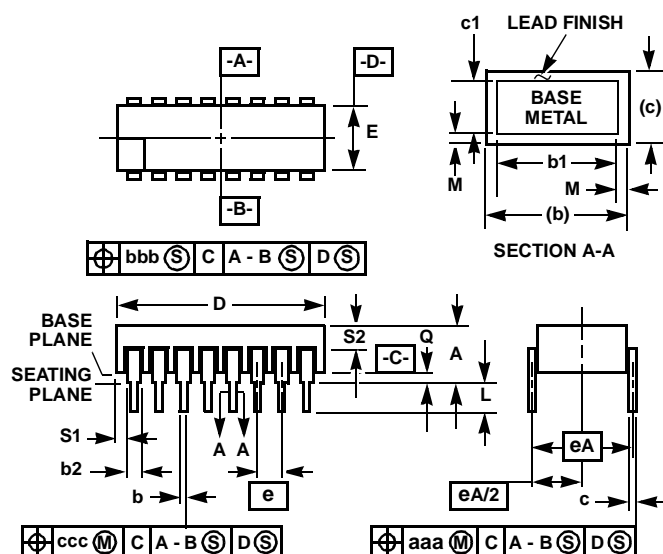 c1
LEAD FINISH
-A-
-D-
BASE
METAL
(c)
E
M
b1
M
-B-
(b)
⌖ bbb Ⓢ C A - B Ⓢ D Ⓢ
SECTION A-A
D
BASE
PLANE
S2
Q
-C-
A
SEATING
PLANE
L
S1
A A
eA
b2
b
e
eA/2
c
⌖ ccc Ⓜ C A - B Ⓢ D Ⓢ
⌖ aaa Ⓜ C A - B Ⓢ D Ⓢ